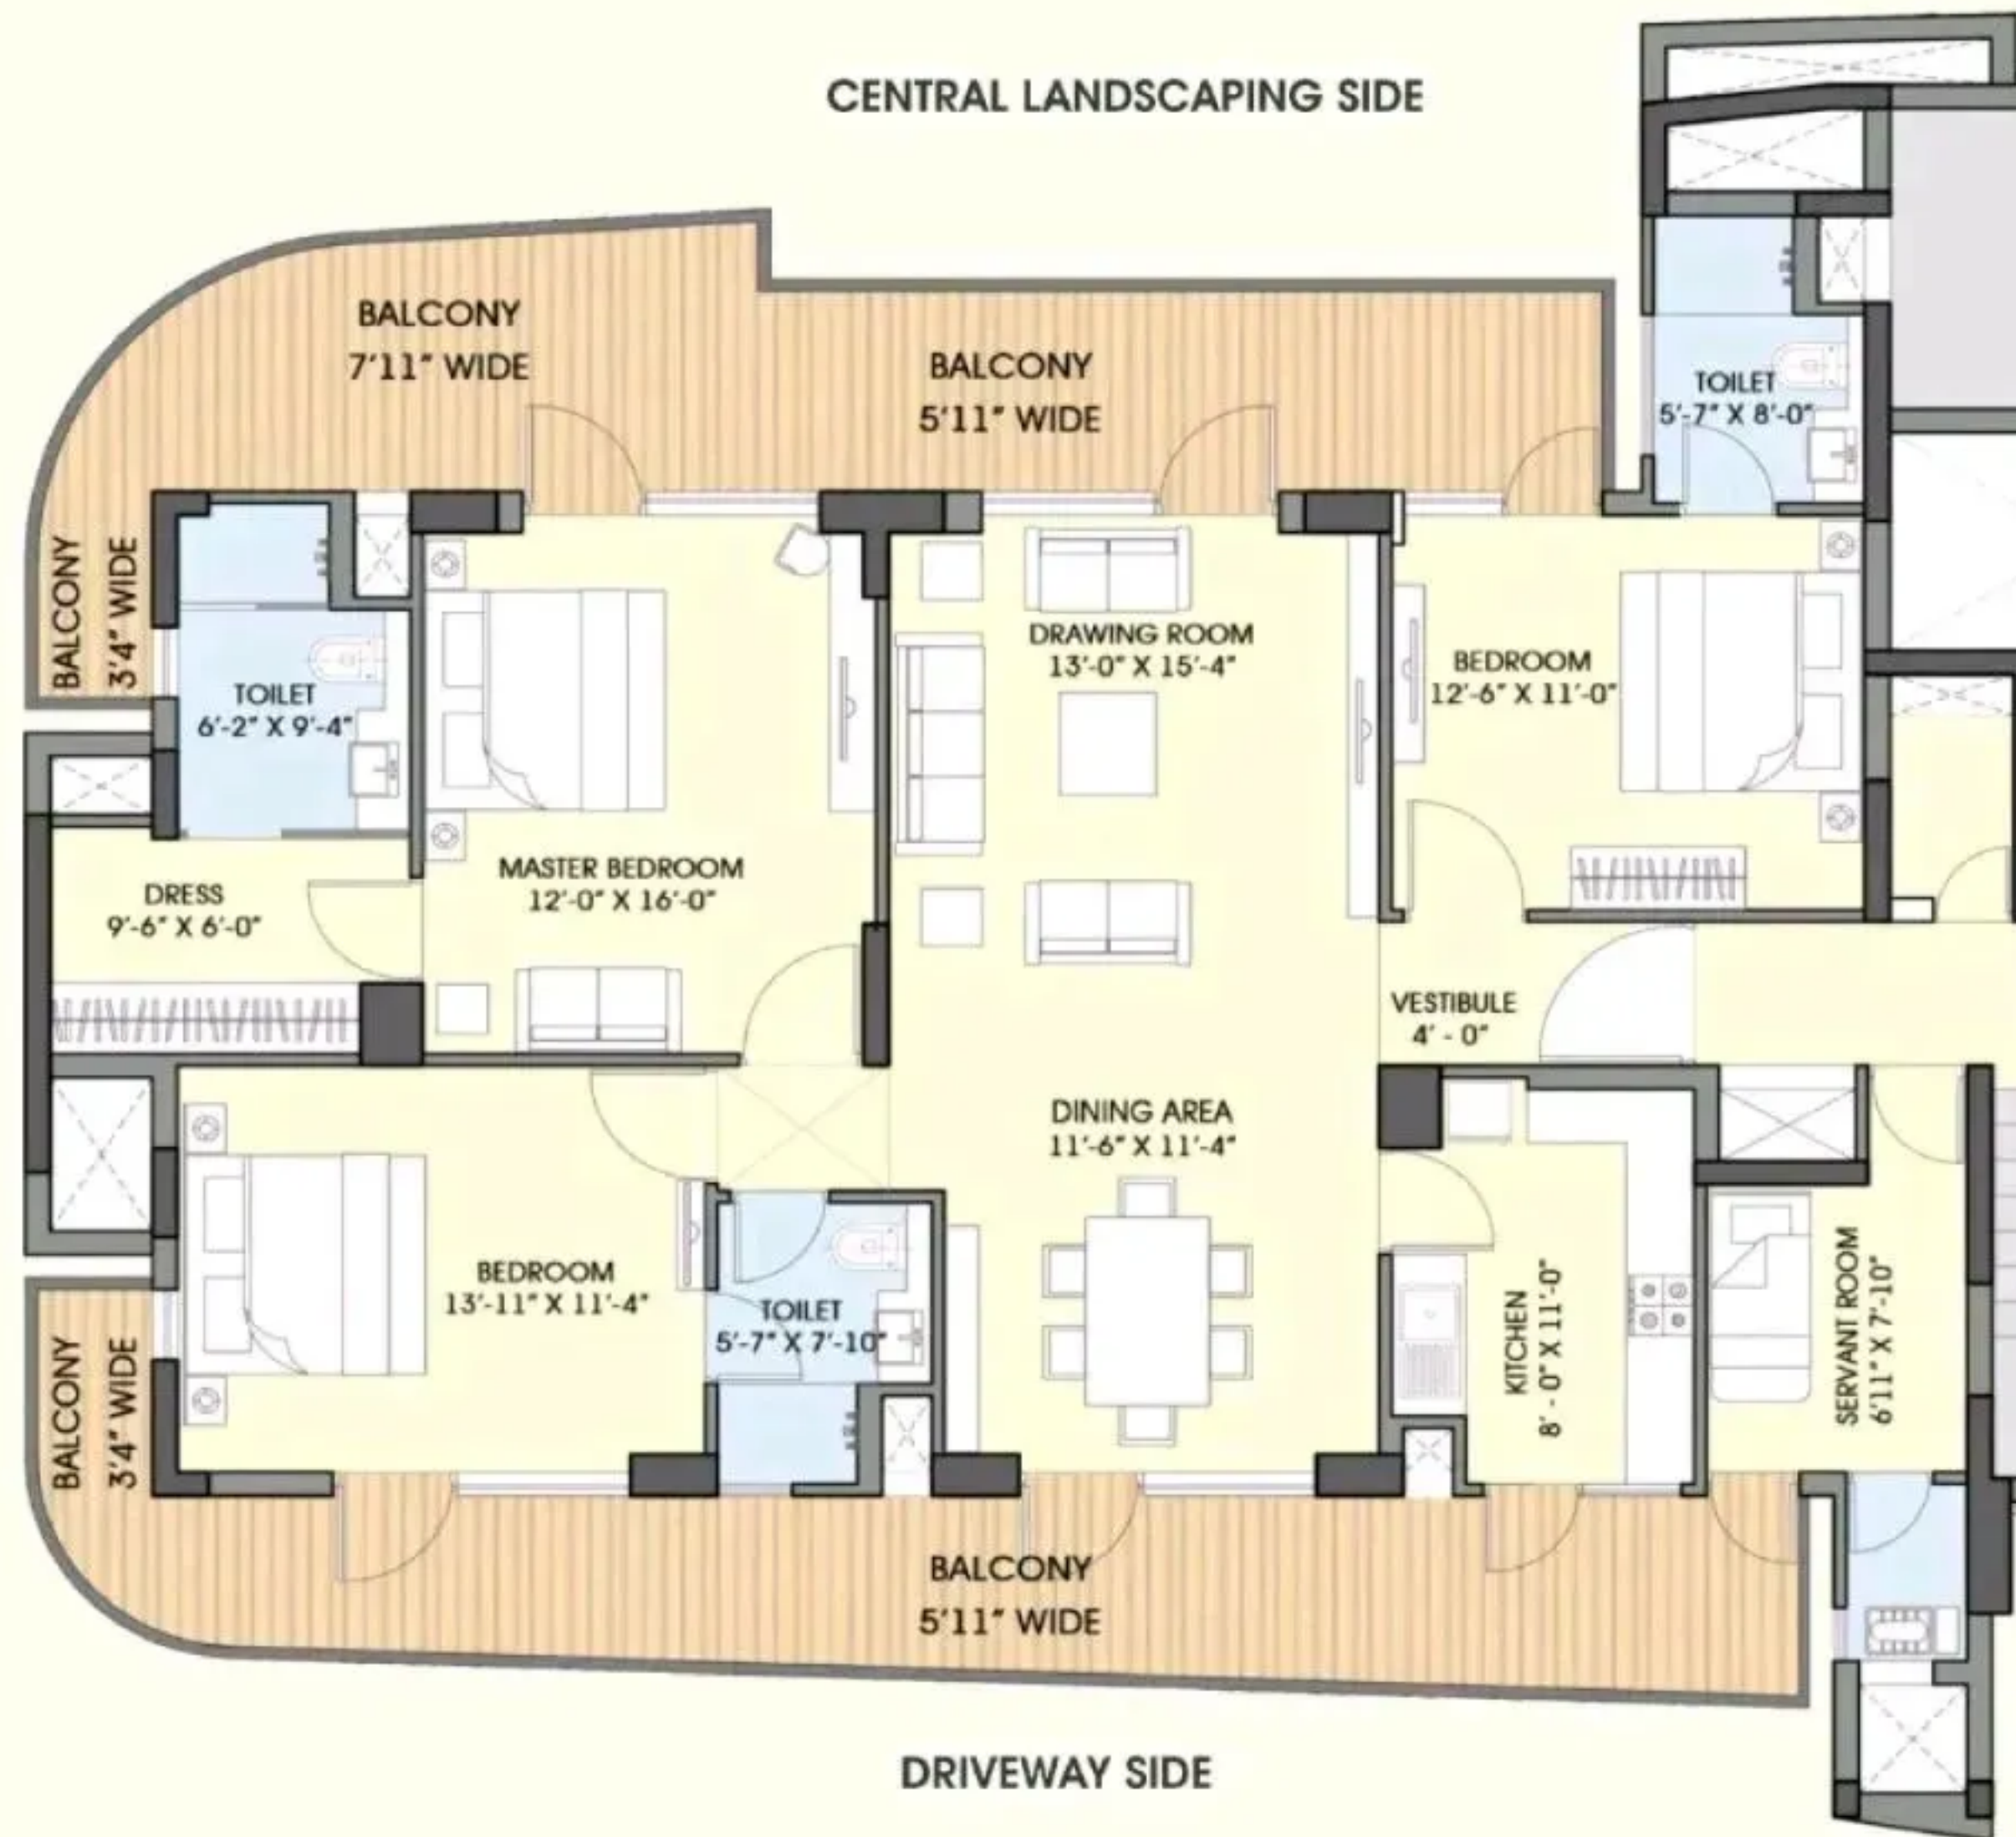 CENTRAL LANDSCAPING SIDE
BALCONY
7'11" WIDE
BALCONY
5'11" WIDE
TOILET
5'-7" X 8'-0"
BALCONY
3'4" WIDE
TOILET
6'-2" X 9'-4"
DRAWING ROOM
13'-0" X 15'-4"
BEDROOM
12'-6" X 11'-0"
MASTER BEDROOM
12'-0" X 16'-0"
DRESS
9'-6" X 6'-0"
VESTIBULE
4' - 0"
DINING AREA
11'-6" X 11'-4"
BEDROOM
13'-11" X 11'-4"
TOILET
5'-7" X 7'-10"
KITCHEN
8' - 0" X 11'-0"
SERVANT ROOM
6'11" X 7'-10"
BALCONY
3'4" WIDE
BALCONY
5'11" WIDE
DRIVEWAY SIDE